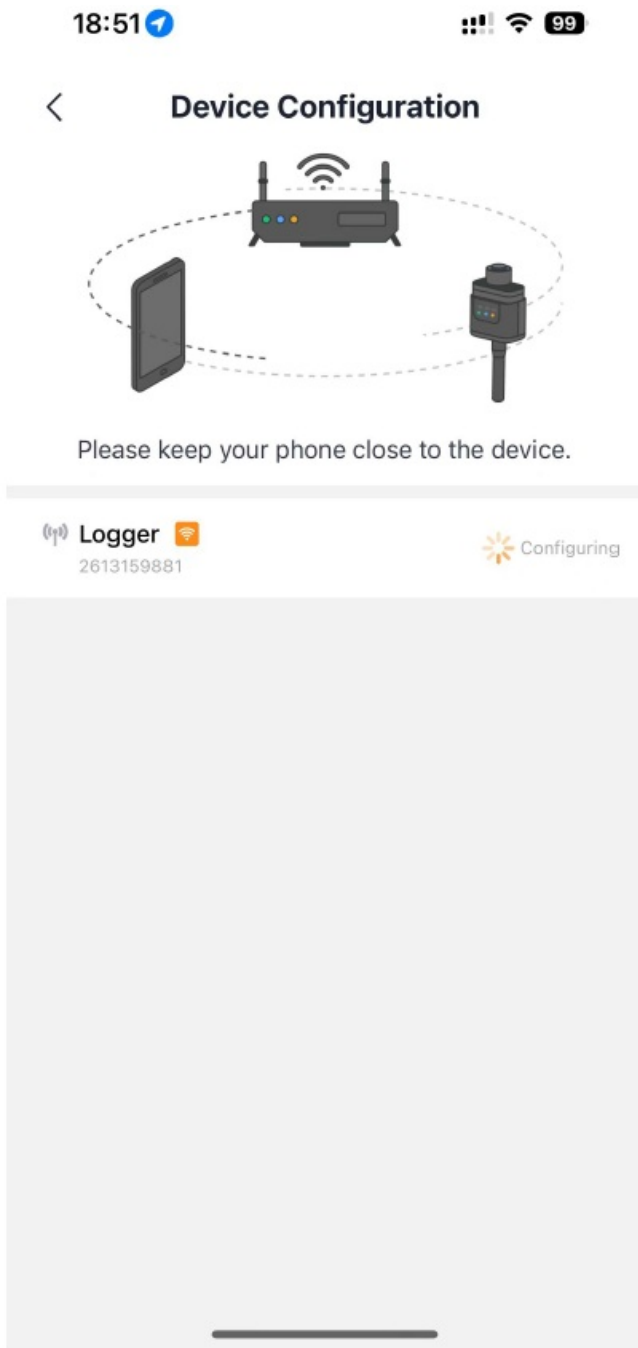 18:51
99
Device Configuration
Please keep your phone close to the device.
Logger
2613159881
Configuring